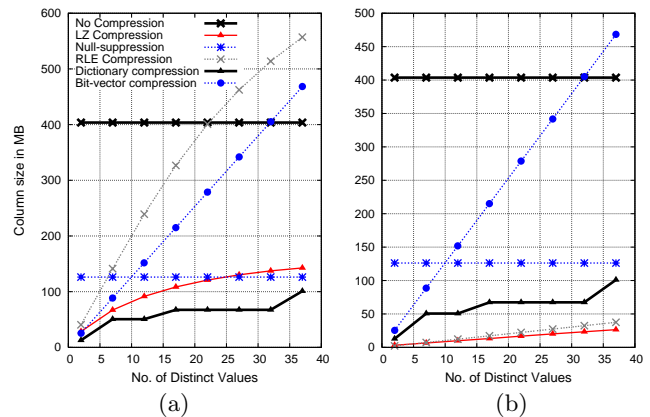 No Compression
LZ Compression
Null-suppression
RLE Compression
Dictionary compression
Bit-vector compression
Column size in MB
600
500
400
300
200
100
0
0 5 10 15 20 25 30 35 40
No. of Distinct Values
(a)
500
450
400
350
300
250
200
150
100
50
0
0 5 10 15 20 25 30 35 40
No. of Distinct Values
(b)